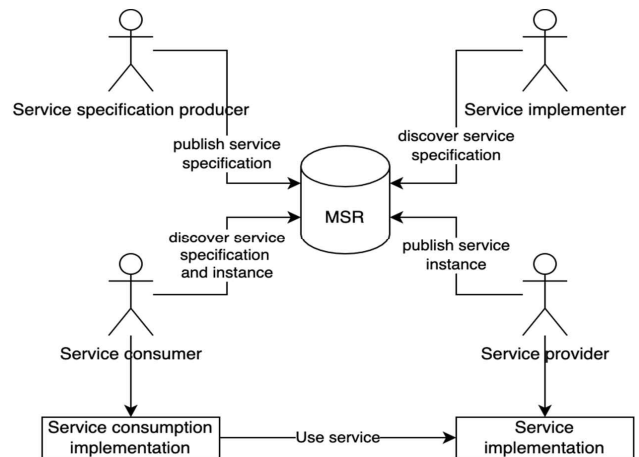 Service specification producer
Service implementer
publish service
specification
discover service
specification
MSR
discover service
specification
and instance
publish service
instance
Service consumer
Service provider
Service consumption
implementation
Use service
Service
implementation